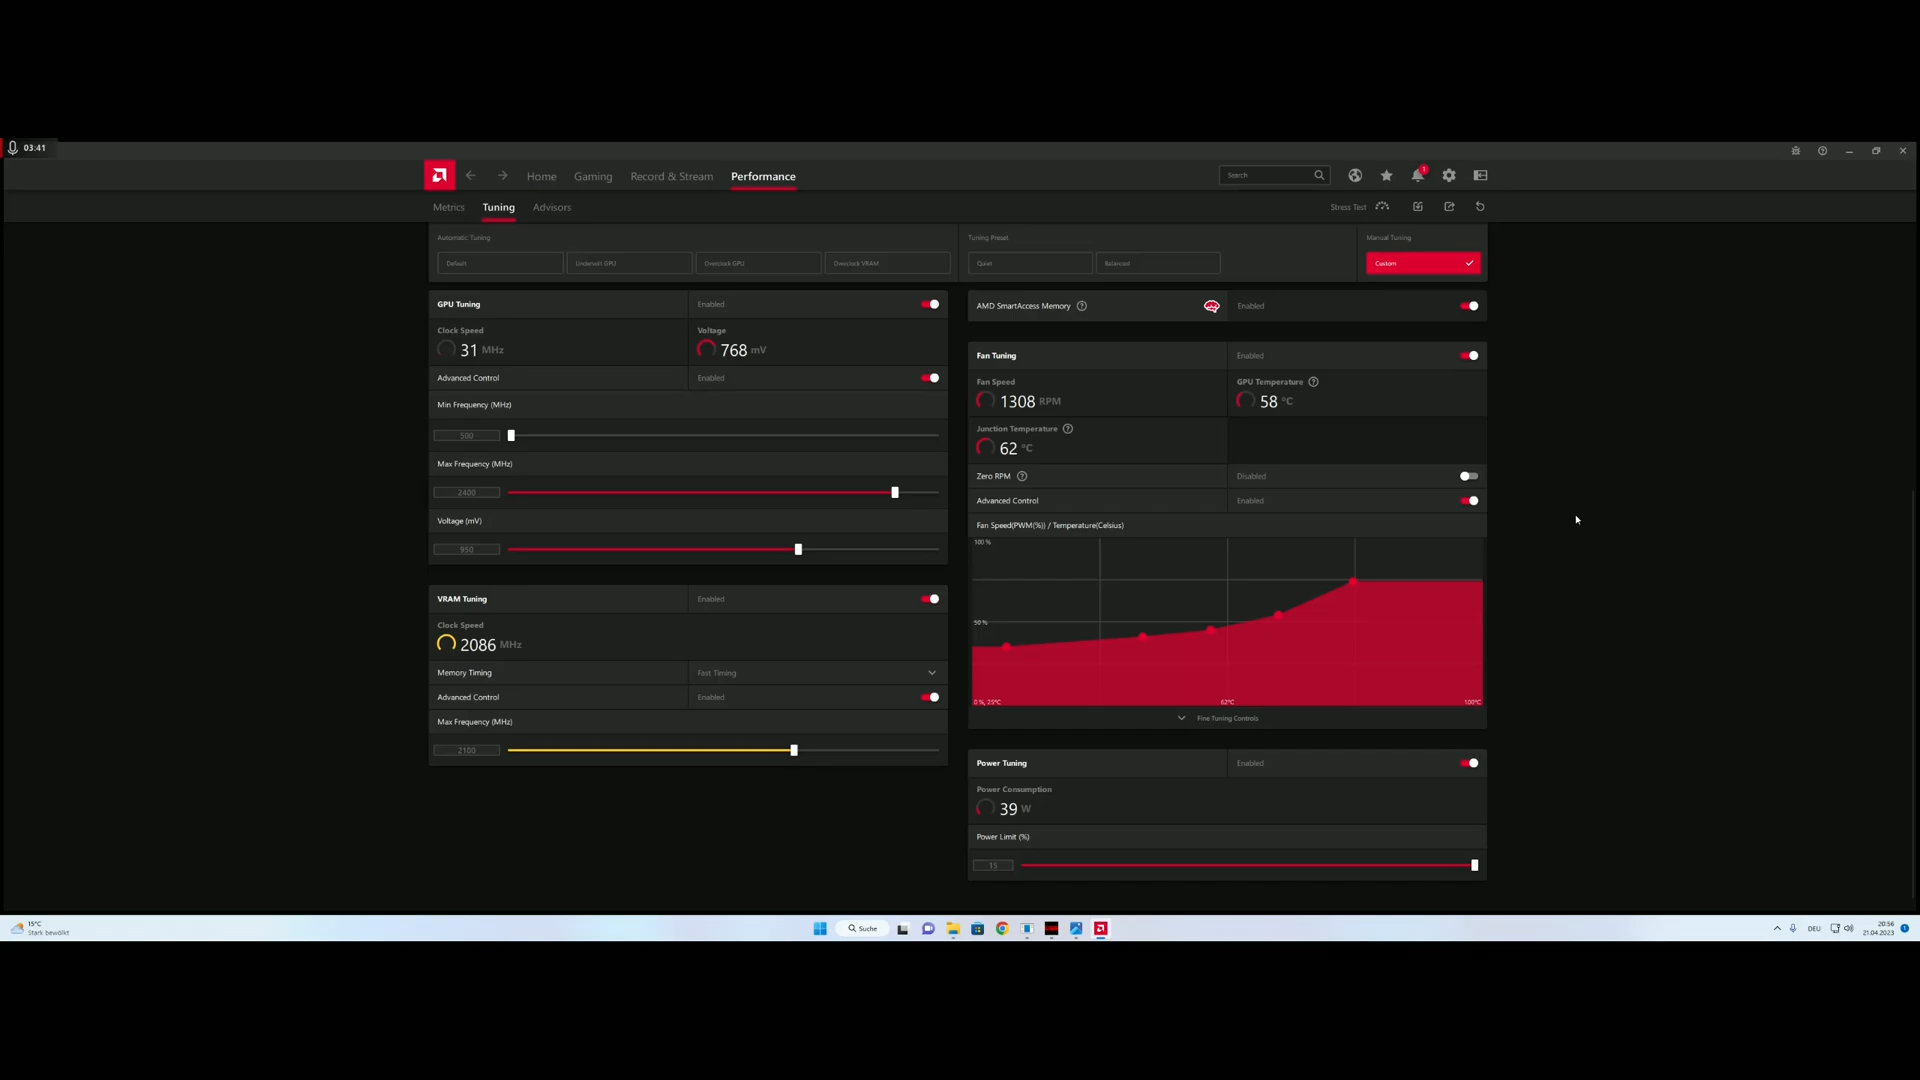 03:41
Home Gaming Record & Stream Performance
Search
1
Metrics Tuning Advisors
Stress Test
Automatic Tuning
Default Undervolt GPU Overclock GPU Overclock VRAM
Tuning Preset
Quiet Balanced
Manual Tuning
Custom
GPU Tuning Enabled
Clock Speed
31 MHz
Voltage
768 mV
Advanced Control Enabled
Min Frequency (MHz)
500
Max Frequency (MHz)
2400
Voltage (mV)
950
VRAM Tuning Enabled
Clock Speed
2086 MHz
Memory Timing Fast Timing
Advanced Control Enabled
Max Frequency (MHz)
2100
AMD SmartAccess Memory Enabled
Fan Tuning Enabled
Fan Speed
1308 RPM
GPU Temperature
58 °C
Junction Temperature
62 °C
Zero RPM Disabled
Advanced Control Enabled
Fan Speed(PWM(%)) / Temperature(Celsius)
100 %
50 %
0 %, 25°C 62°C 100°C
Fine Tuning Controls
Power Tuning Enabled
Power Consumption
39 W
Power Limit (%)
15
15°C
Stark bewölkt
Suche
DEU
20:56
21.04.2023
1